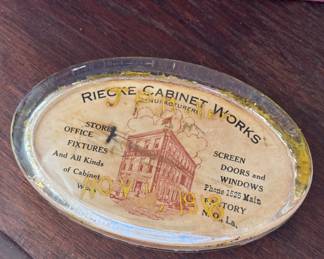 RIECKE CABINET WORKS
MANUFACTURERS
STORE
OFFICE
FIXTURES
And All Kinds
of Cabinet
SCREEN
DOORS and
WINDOWS
Phone 1525 Main
FACTORY
N. O., La.